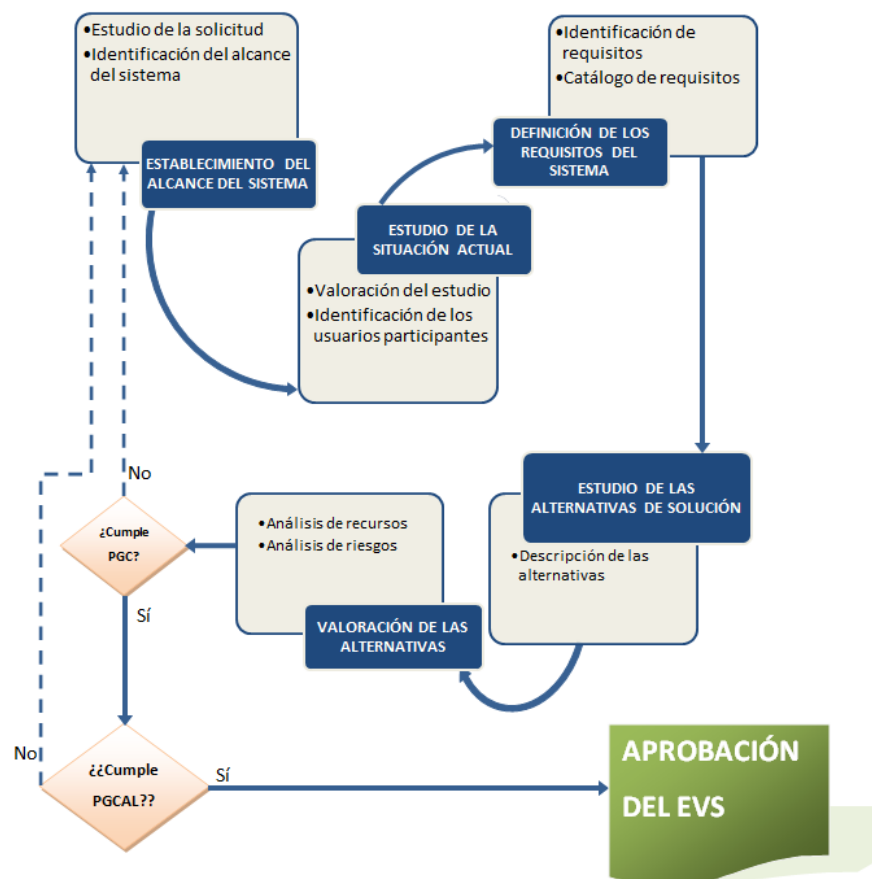 •Estudio de la solicitud
•Identificación del alcance
del sistema
ESTABLECIMIENTO DEL
ALCANCE DEL SISTEMA
ESTUDIO DE LA
SITUACIÓN ACTUAL
•Valoración del estudio
•Identificación de los
usuarios participantes
•Identificación de
requisitos
•Catálogo de requisitos
DEFINICIÓN DE LOS
REQUISITOS DEL
SISTEMA
ESTUDIO DE LAS
ALTERNATIVAS DE SOLUCIÓN
•Descripción de las
alternativas
•Análisis de recursos
•Análisis de riesgos
VALORACIÓN DE LAS
ALTERNATIVAS
No
¿Cumple
PGC?
Sí
No
¿¿Cumple
PGCAL??
Sí
APROBACIÓN
DEL EVS